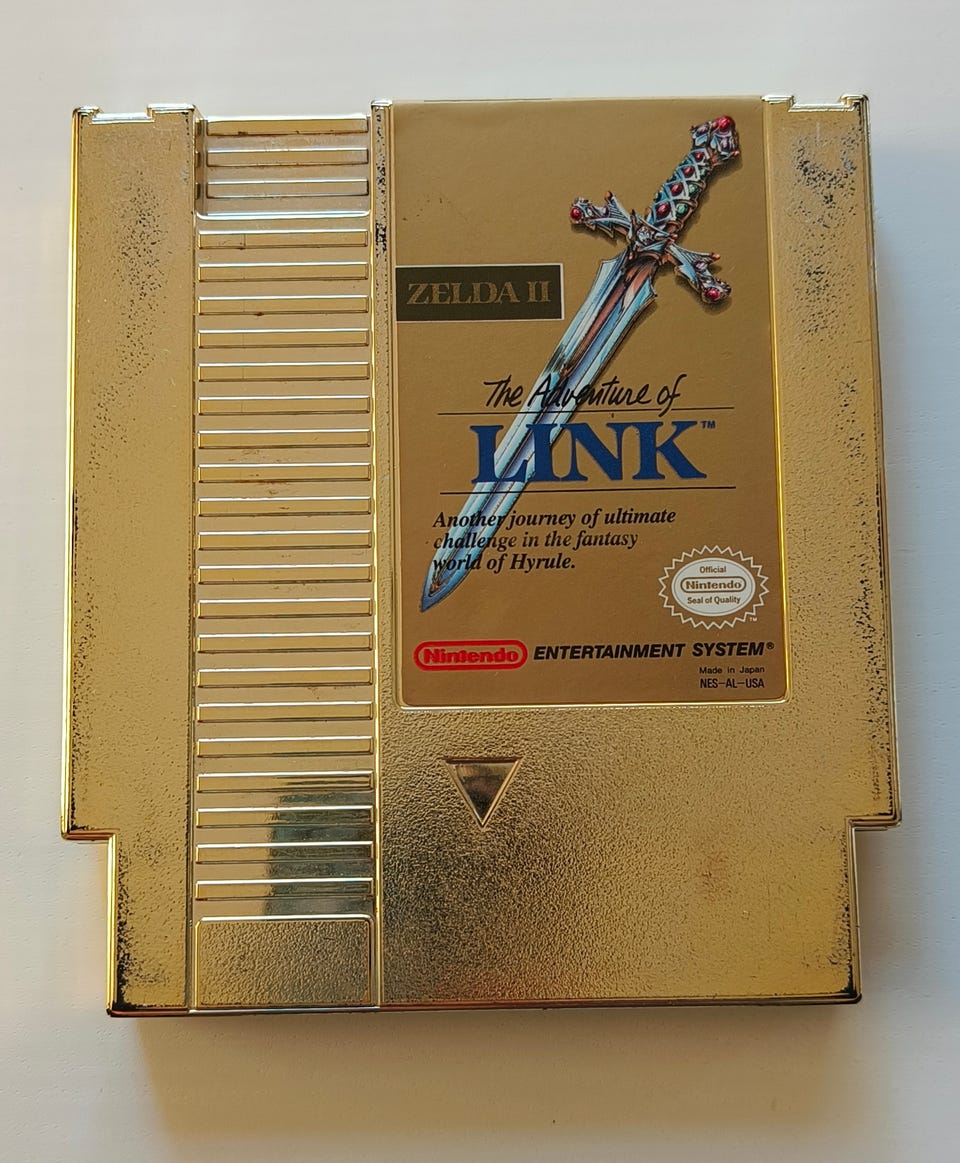 ZELDA II
The Adventure of
LINK™
Another journey of ultimate
challenge in the fantasy
world of Hyrule.
Official
Nintendo
Seal of Quality
™
Nintendo ENTERTAINMENT SYSTEM®
Made in Japan
NES-AL-USA